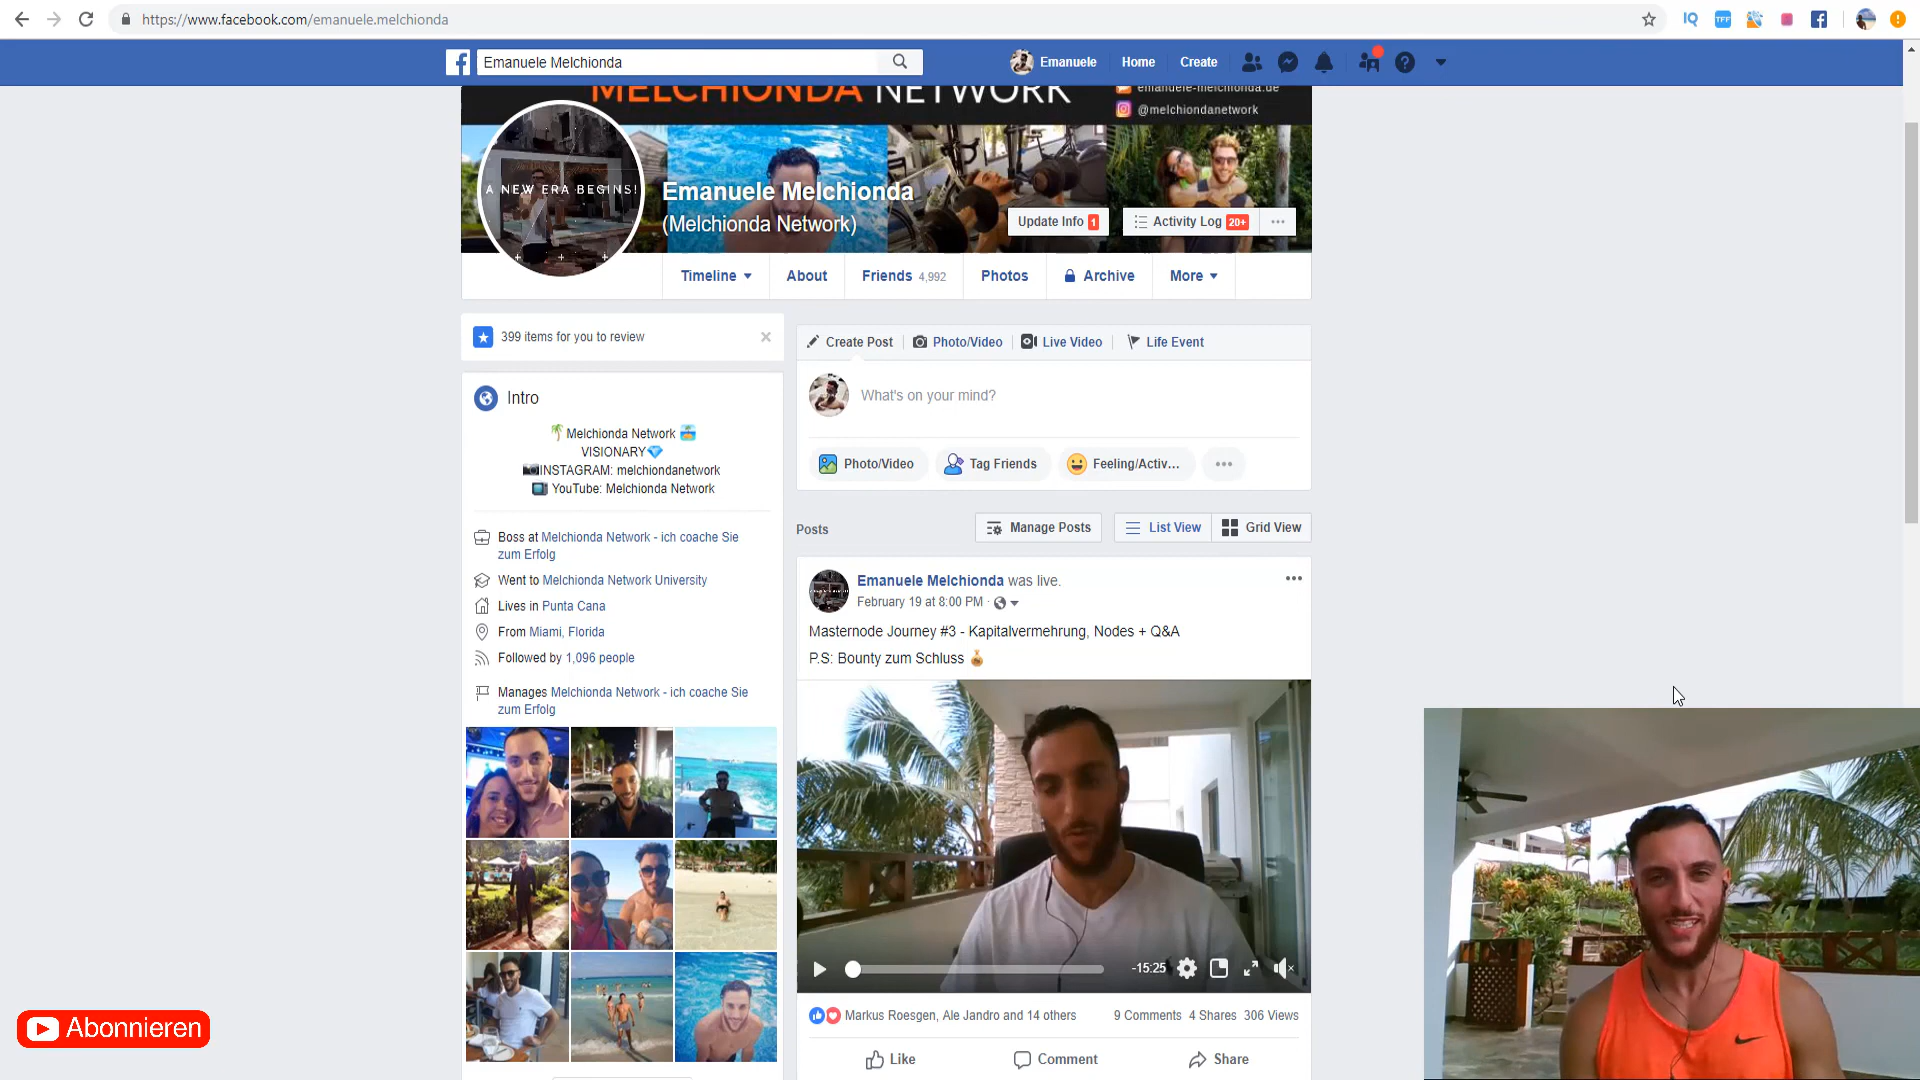 https://www.facebook.com/emanuele.melchionda
IQ
TFF
Emanuele Melchionda
Emanuele
Home
Create
MELCHIONDA NETWORK
emanuele-melchionda.de
@melchiondanetwork
A NEW ERA BEGINS!
Emanuele Melchionda
(Melchionda Network)
Update Info 1
Activity Log 20+
Timeline
About
Friends 4,992
Photos
Archive
More
399 items for you to review
Create Post
Photo/Video
Live Video
Life Event
What's on your mind?
Photo/Video
Tag Friends
Feeling/Activ...
Intro
🌴Melchionda Network 🏝
VISIONARY💎
📷INSTAGRAM: melchiondanetwork
📺 YouTube: Melchionda Network
Boss at Melchionda Network - ich coache Sie
zum Erfolg
Went to Melchionda Network University
Lives in Punta Cana
From Miami, Florida
Followed by 1,096 people
Manages Melchionda Network - ich coache Sie
zum Erfolg
Posts
Manage Posts
List View
Grid View
Emanuele Melchionda was live.
February 19 at 8:00 PM ·
Masternode Journey #3 - Kapitalvermehrung, Nodes + Q&A
P.S: Bounty zum Schluss 💰
-15:25
Markus Roesgen, Ale Jandro and 14 others
9 Comments 4 Shares 306 Views
Like
Comment
Share
Abonnieren